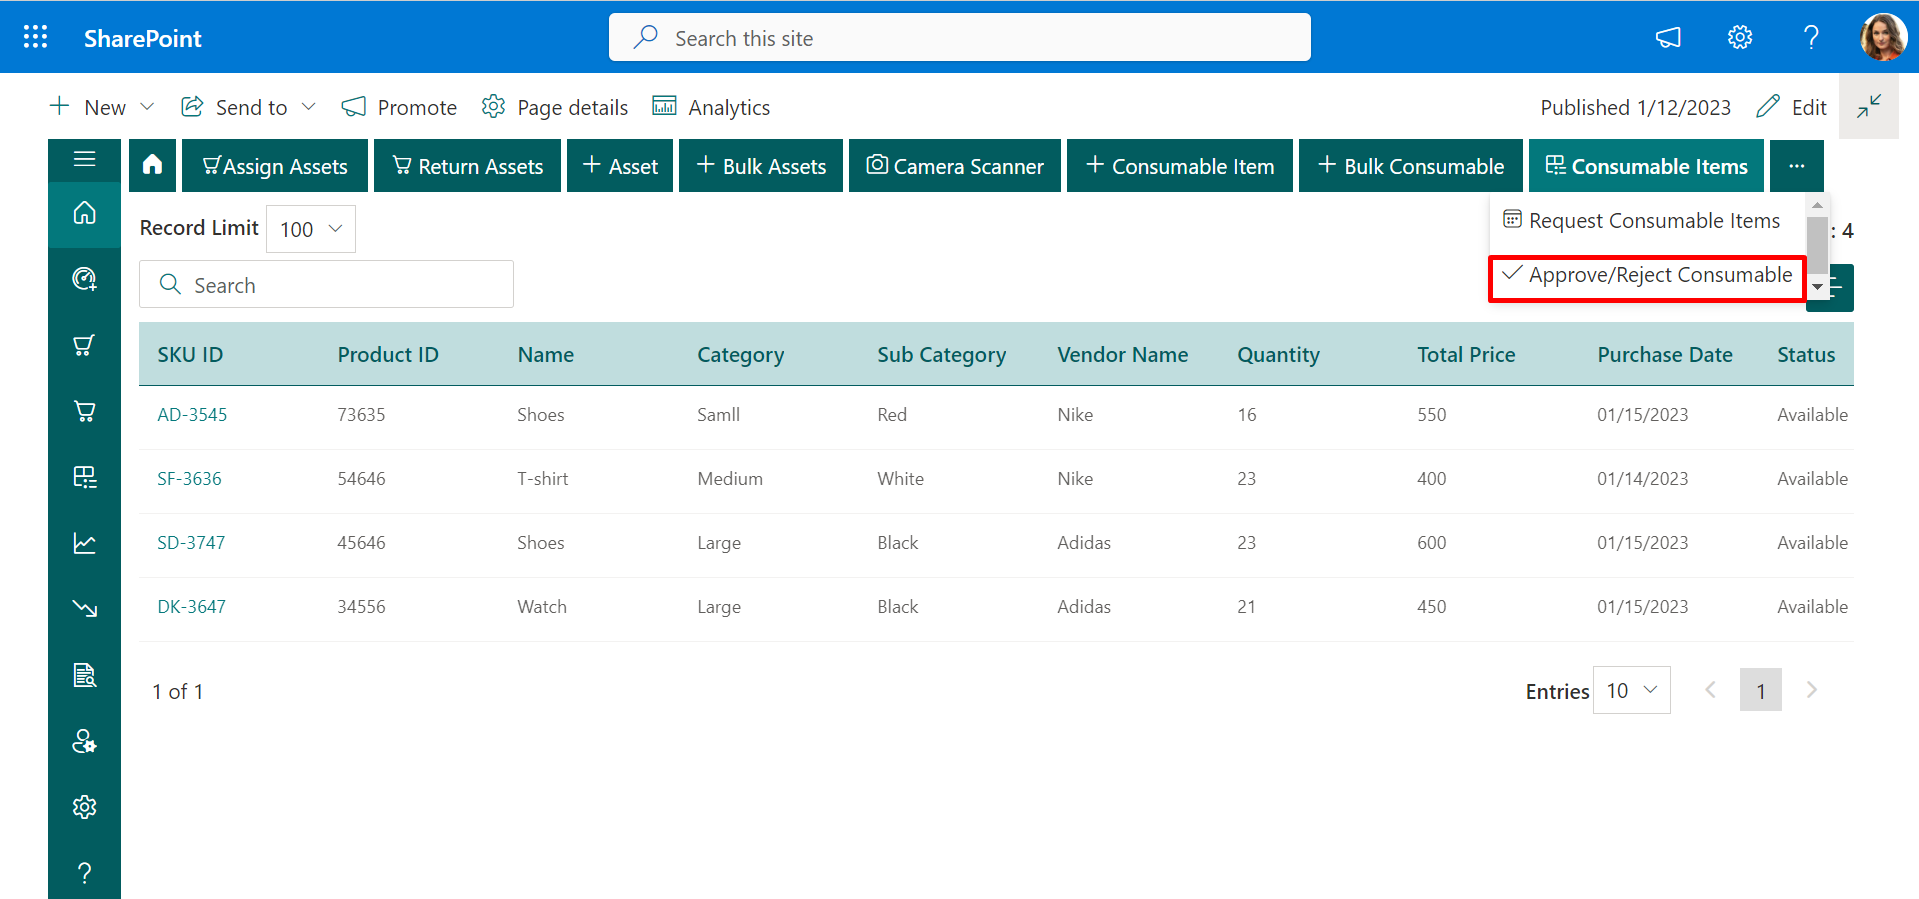 SharePoint
Search this site
New Send to Promote Page details Analytics Published 1/12/2023 Edit
Assign Assets Return Assets + Asset + Bulk Assets Camera Scanner + Consumable Item + Bulk Consumable Consumable Items ...
Record Limit 100
Request Consumable Items
: 4
Search
Approve/Reject Consumable
SKU ID Product ID Name Category Sub Category Vendor Name Quantity Total Price Purchase Date Status
AD-3545 73635 Shoes Samll Red Nike 16 550 01/15/2023 Available
SF-3636 54646 T-shirt Medium White Nike 23 400 01/14/2023 Available
SD-3747 45646 Shoes Large Black Adidas 23 600 01/15/2023 Available
DK-3647 34556 Watch Large Black Adidas 21 450 01/15/2023 Available
1 of 1
Entries 10 1